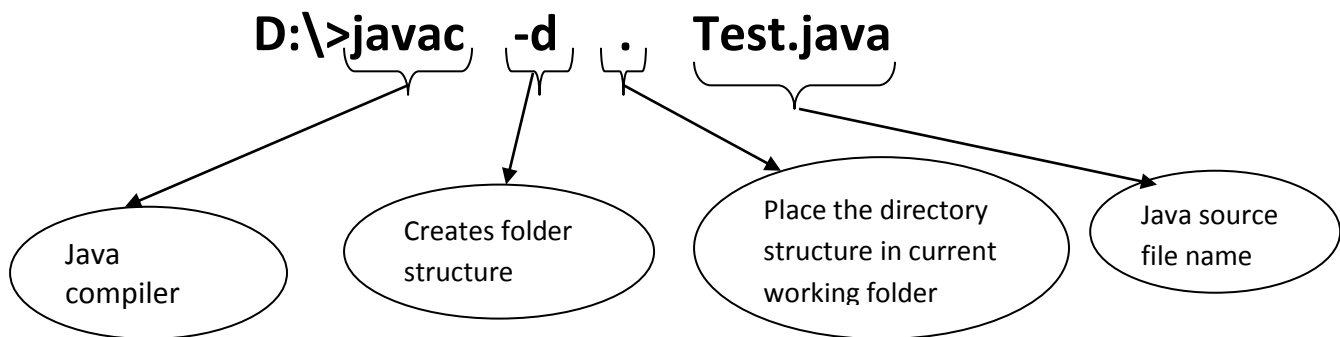 D:\>javac -d . Test.java
Java
compiler
Creates folder
structure
Place the directory
structure in current
working folder
Java source
file name